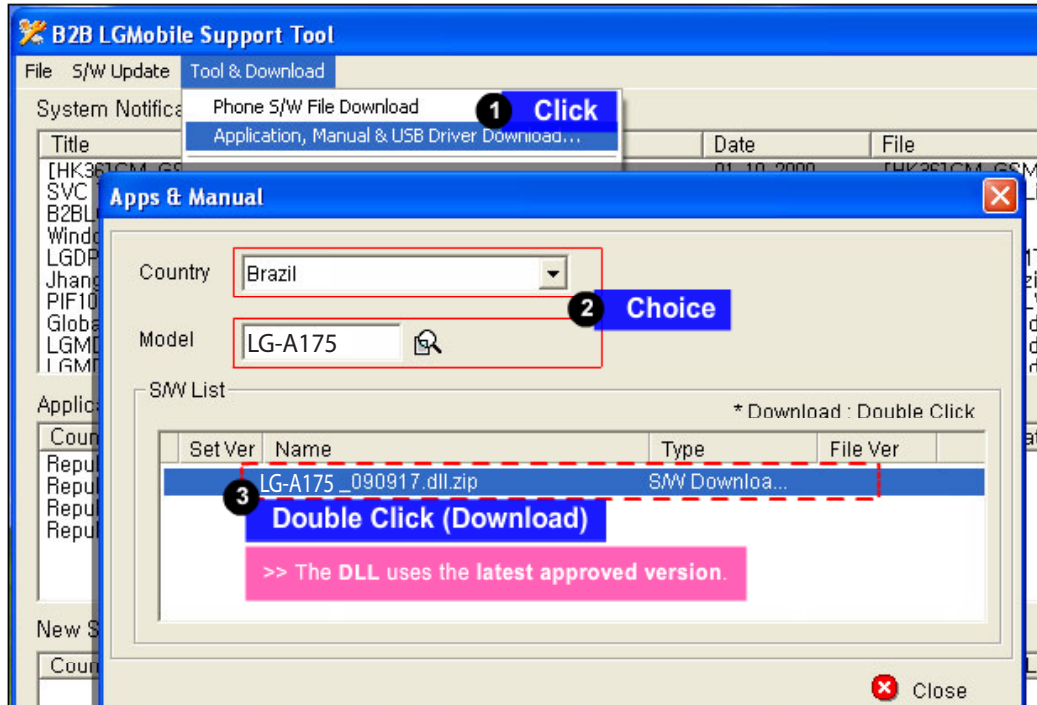 B2B LGMobile Support Tool
File S/W Update Tool & Download
System Notifica
Phone S/W File Download
1 Click
Application, Manual & USB Driver Download...
Title Date File
SVC
B2BL
Apps & Manual
Windo
LGDP
Country Brazil
Jhang
PIF10
2 Choice
Globa
Model LG-A175
LGMD
S/W List
Applica
* Download : Double Click
Coun
Set Ver Name Type File Ver
Repul
LG-A175 _090917.dll.zip S/W Downloa...
Repul
3
Repul
Double Click (Download)
Repul
>> The DLL uses the latest approved version.
New S
Coun
Close